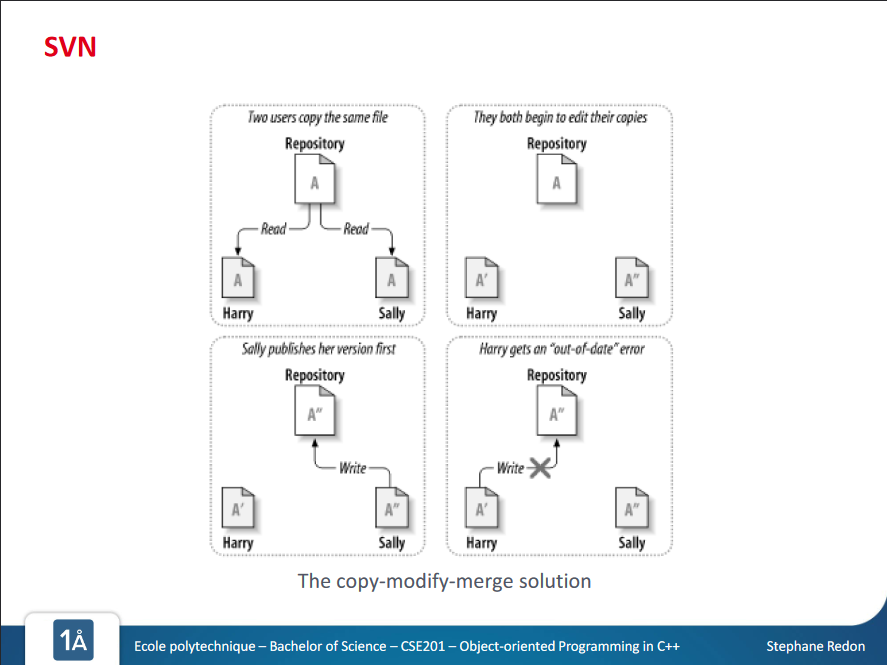 SVN
Two users copy the same file
Repository
A
Read
Read
A
A
Harry
Sally
They both begin to edit their copies
Repository
A
A'
A"
Harry
Sally
Sally publishes her version first
Repository
A"
Write
A'
A"
Harry
Sally
Harry gets an "out-of-date" error
Repository
A"
Write
A'
A"
Harry
Sally
The copy-modify-merge solution
1Å
Ecole polytechnique – Bachelor of Science – CSE201 – Object-oriented Programming in C++
Stephane Redon